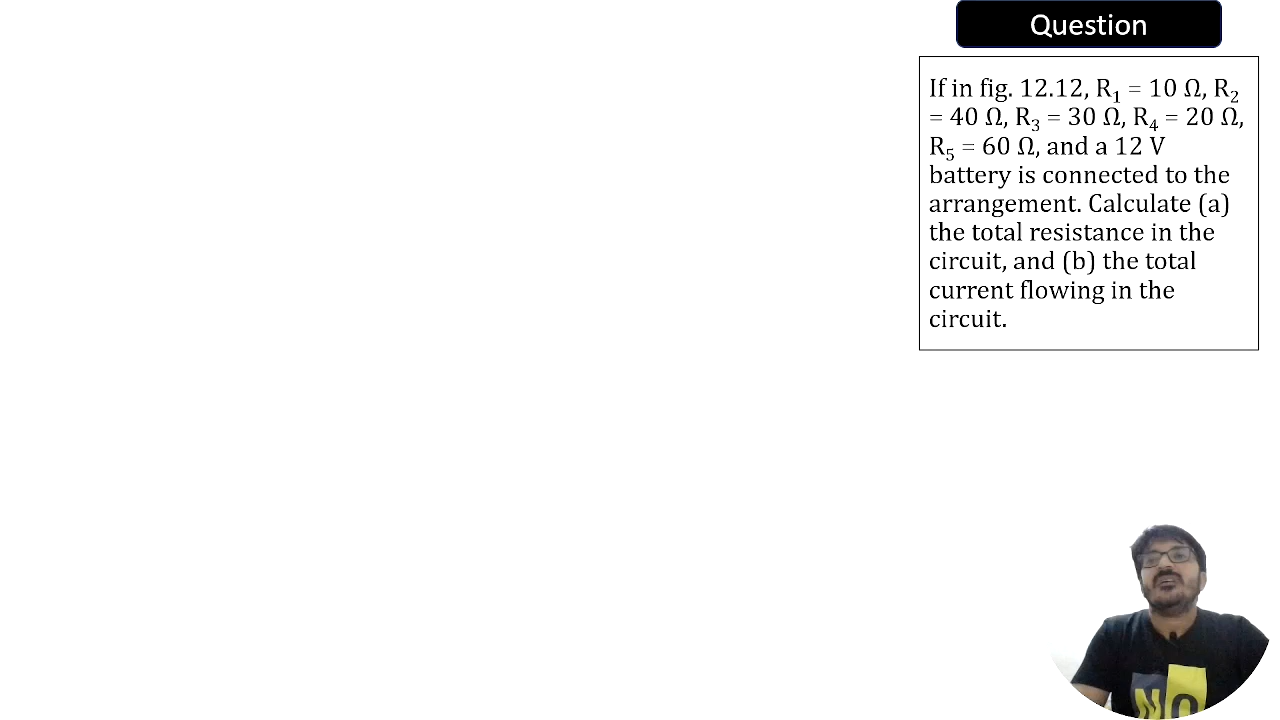 Question
If in fig. 12.12, R₁ = 10 Ω, R₂
= 40 Ω, R₃ = 30 Ω, R₄ = 20 Ω,
R₅ = 60 Ω, and a 12 V
battery is connected to the
arrangement. Calculate (a)
the total resistance in the
circuit, and (b) the total
current flowing in the
circuit.
NO